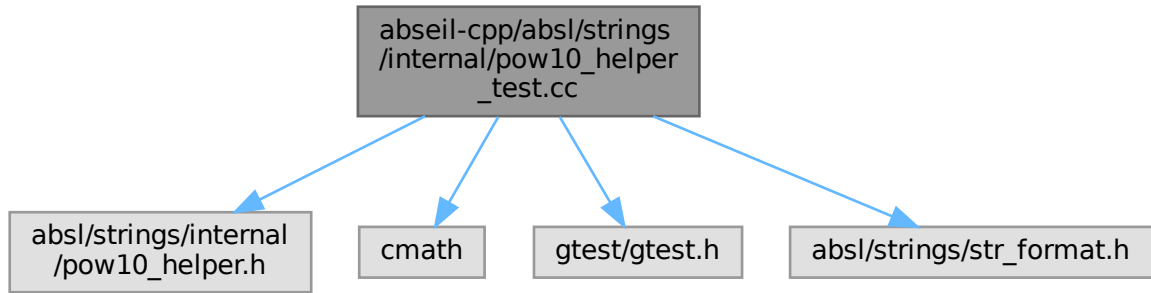 abseil-cpp/absl/strings
/internal/pow10_helper
_test.cc
absl/strings/internal
/pow10_helper.h
cmath
gtest/gtest.h
absl/strings/str_format.h